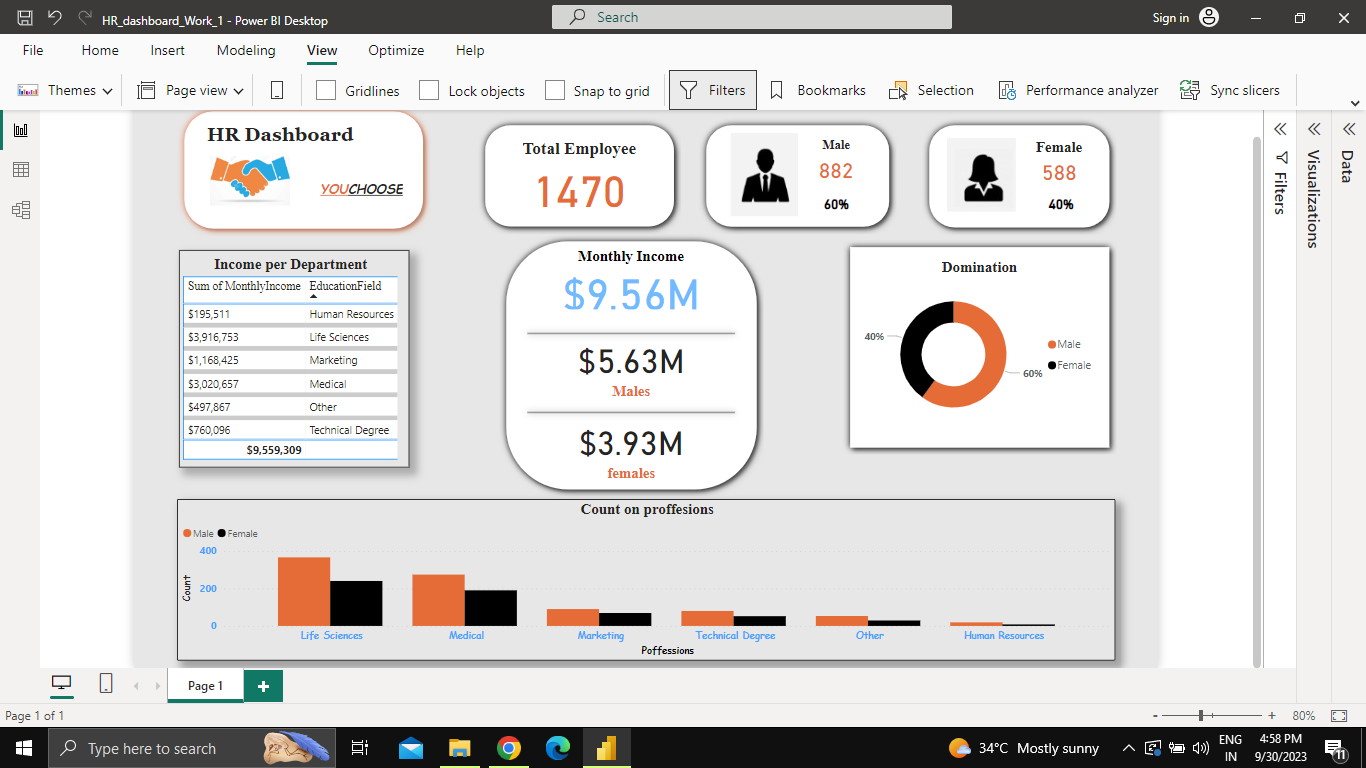 HR_dashboard_Work_1 - Power BI Desktop
Search
Sign in
File Home Insert Modeling View Optimize Help
Themes Page view Gridlines Lock objects Snap to grid Filters Bookmarks Selection Performance analyzer Sync slicers
HR Dashboard
YOUCHOOSE
Total Employee
1470
Male
882
60%
Female
588
40%
Filters
Visualizations
Data
Income per Department
Sum of MonthlyIncome EducationField
$195,511 Human Resources
$3,916,753 Life Sciences
$1,168,425 Marketing
$3,020,657 Medical
$497,867 Other
$760,096 Technical Degree
$9,559,309
Monthly Income
$9.56M
$5.63M
Males
$3.93M
females
Domination
40%
60%
Male
Female
Count on proffesions
Male Female
Count
400
200
0
Life Sciences Medical Marketing Technical Degree Other Human Resources
Poffessions
Page 1
+
Page 1 of 1
- + 80%
Type here to search
34°C Mostly sunny
ENG
IN
4:58 PM
9/30/2023
11